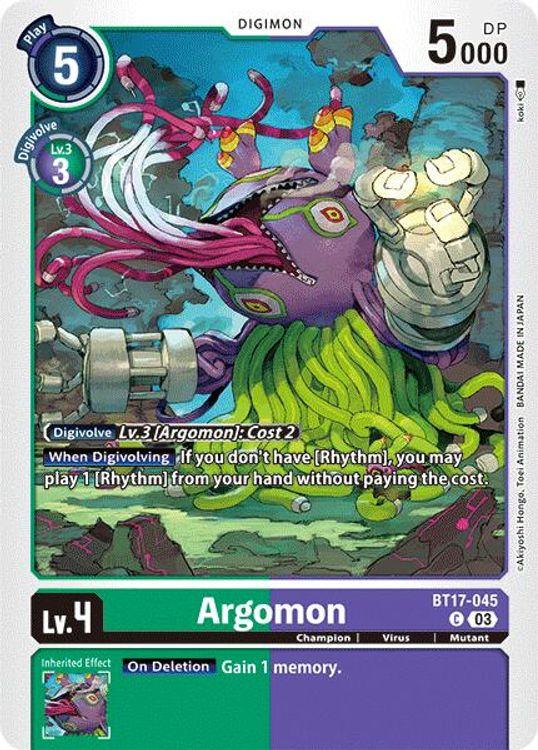 Play
5
DIGIMON
5000
DP
Digivolve
Lv.3
3
koki
Digivolve Lv.3 [Argomon]: Cost 2
When Digivolving If you don't have [Rhythm], you may
play 1 [Rhythm] from your hand without paying the cost.
©Akiyoshi Hongo, Toei Animation BANDAI MADE IN JAPAN
Lv.4
Argomon
BT17-045
C 03
Champion | Virus | Mutant
Inherited Effect
On Deletion Gain 1 memory.